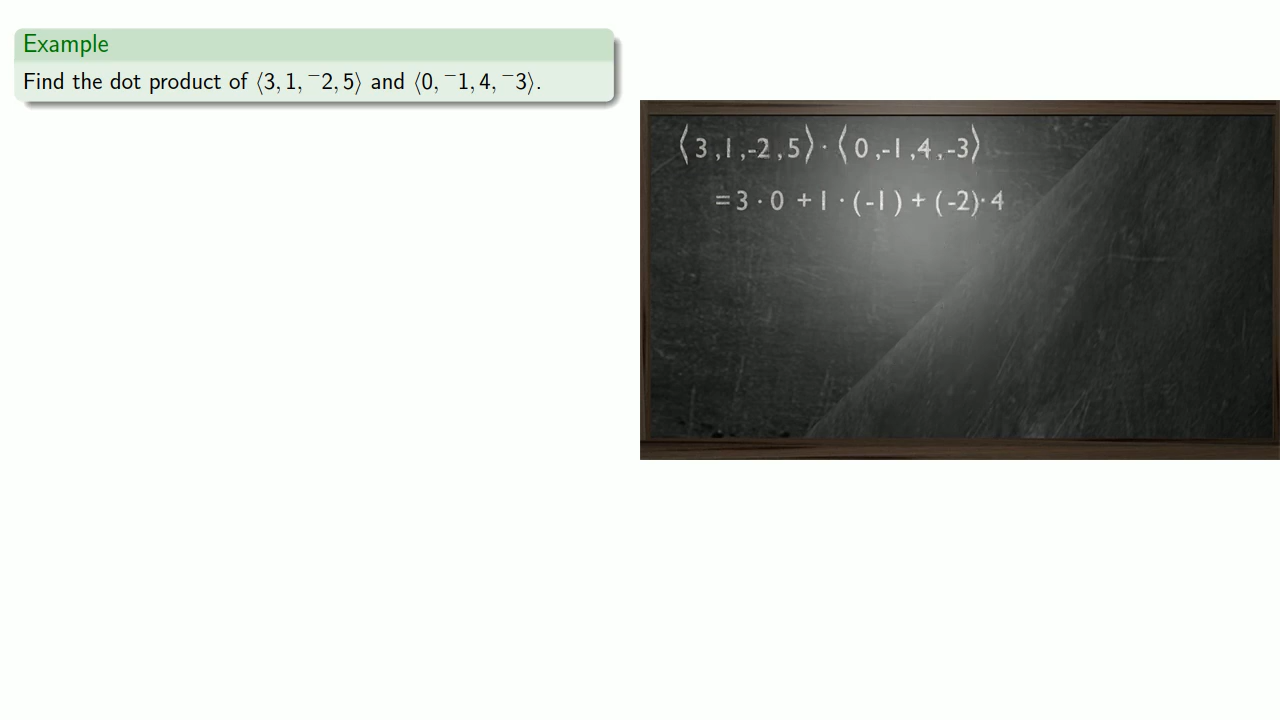 Example
Find the dot product of ⟨3, 1, ⁻2, 5⟩ and ⟨0, ⁻1, 4, ⁻3⟩.
⟨3,1,-2,5⟩·⟨0,-1,4,-3⟩
=3·0+1·(-1)+(-2)·4